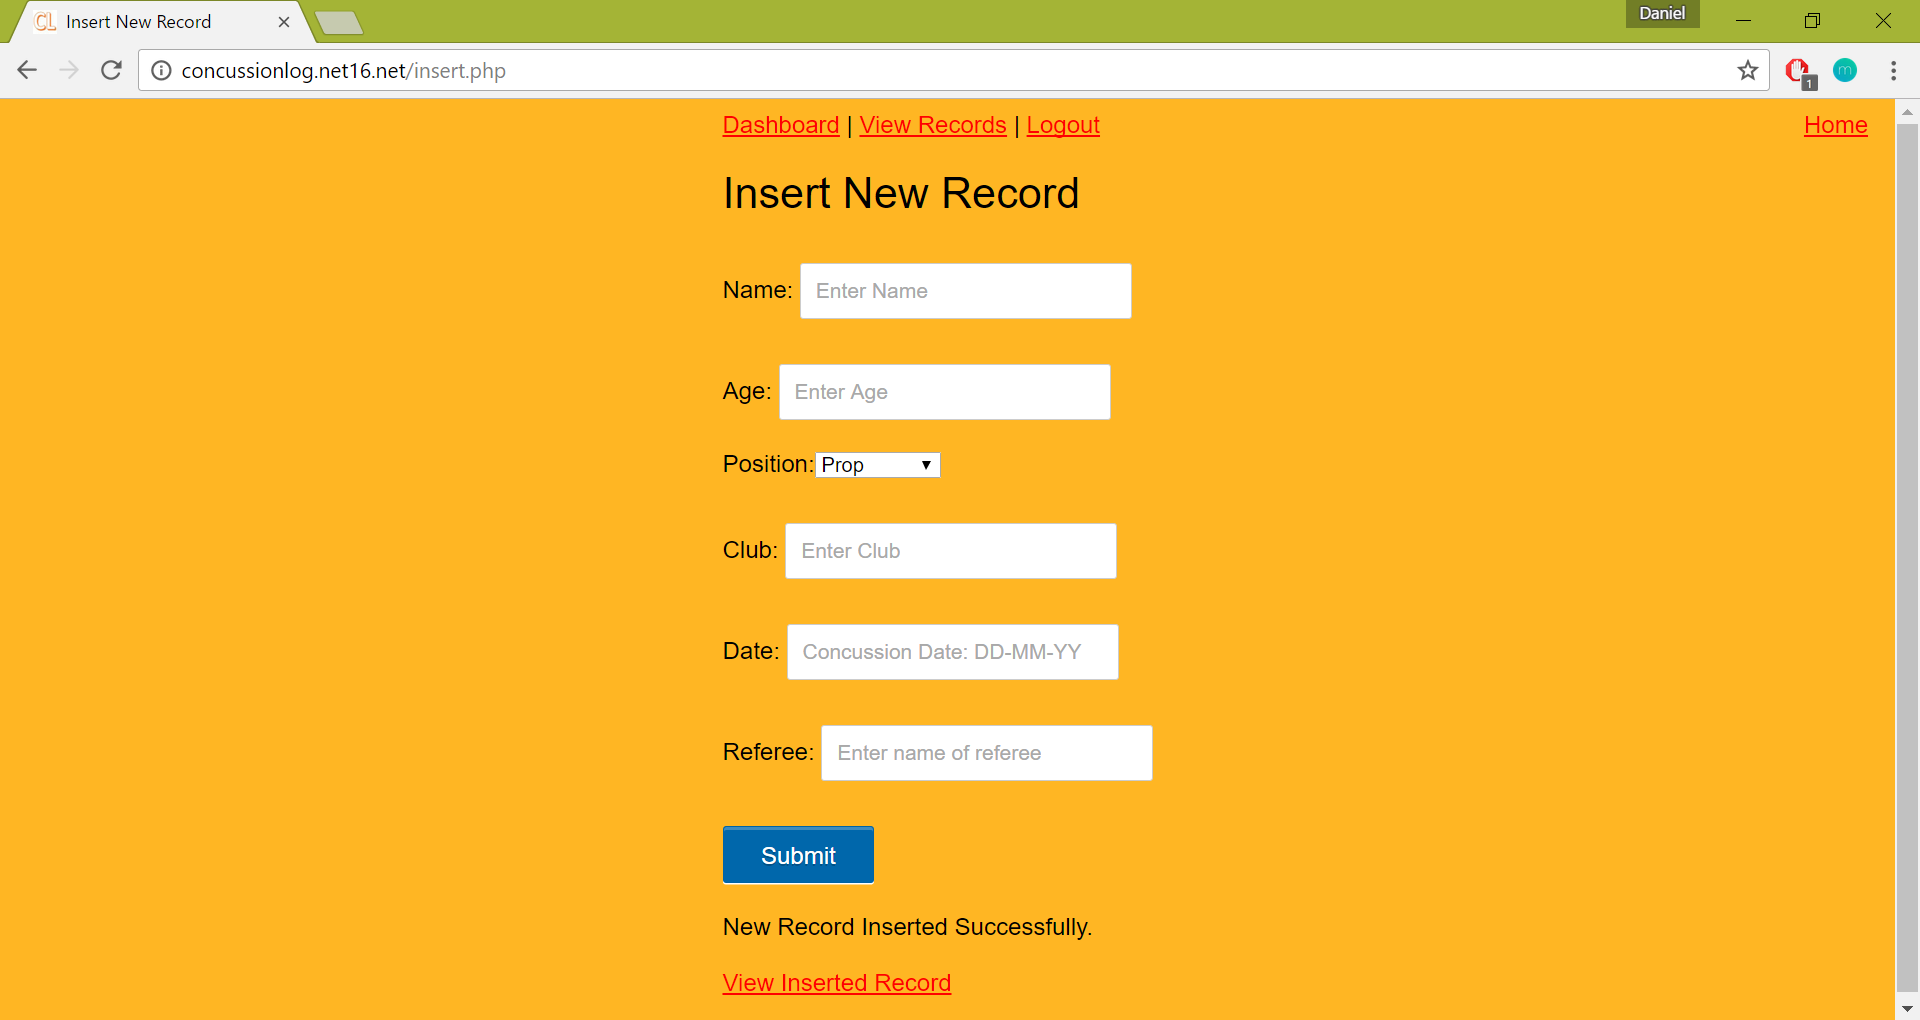 CL Insert New Record
Daniel
concussionlog.net16.net/insert.php
1
m
Dashboard | View Records | Logout
Home
Insert New Record
Name: Enter Name
Age: Enter Age
Position: Prop
Club: Enter Club
Date: Concussion Date: DD-MM-YY
Referee: Enter name of referee
Submit
New Record Inserted Successfully.
View Inserted Record